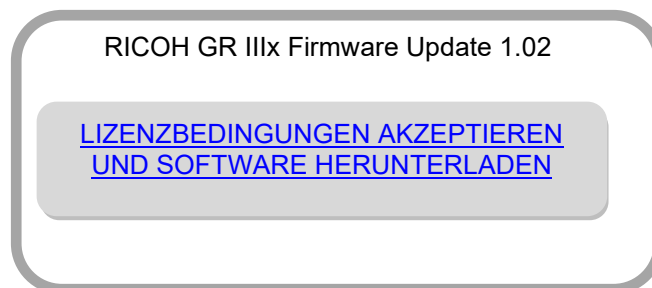 RICOH GR IIIx Firmware Update 1.02
LIZENZBEDINGUNGEN AKZEPTIEREN
UND SOFTWARE HERUNTERLADEN